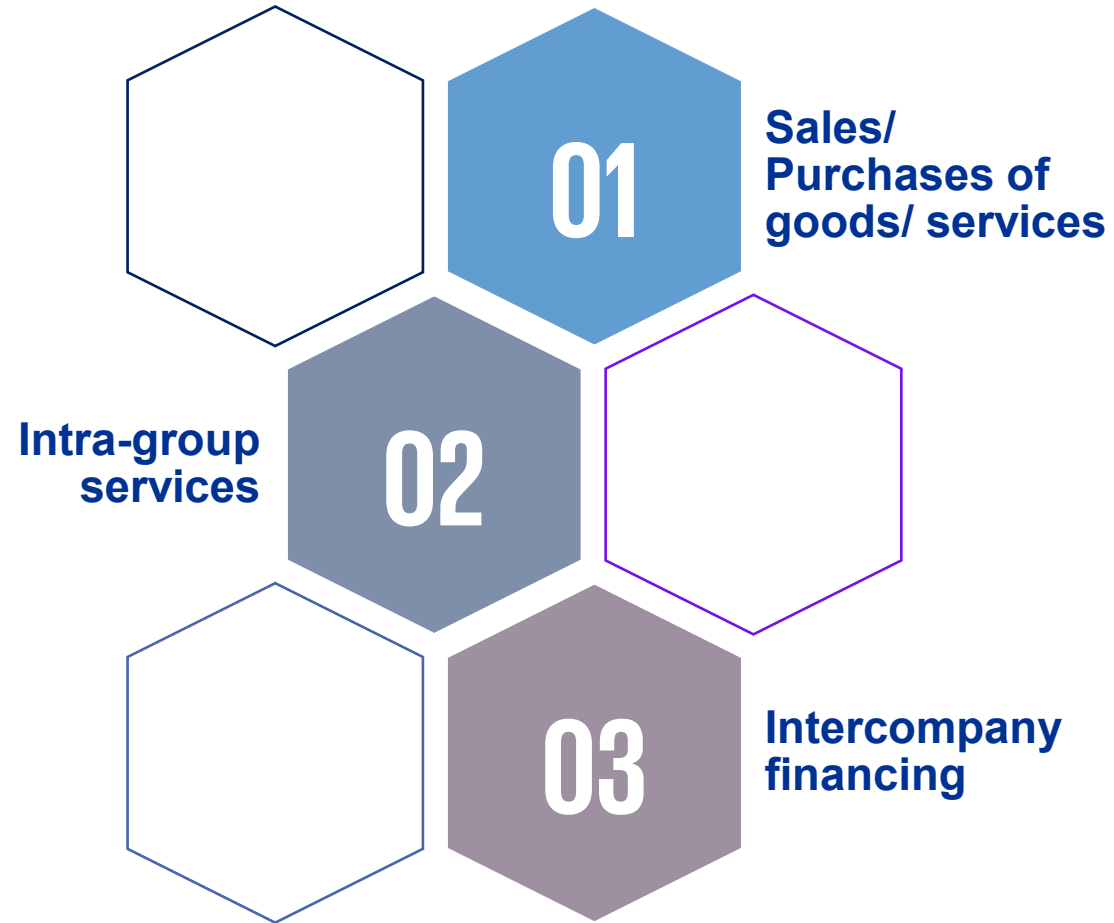 01
Sales/
Purchases of
goods/ services
Intra-group
services
02
03
Intercompany
financing